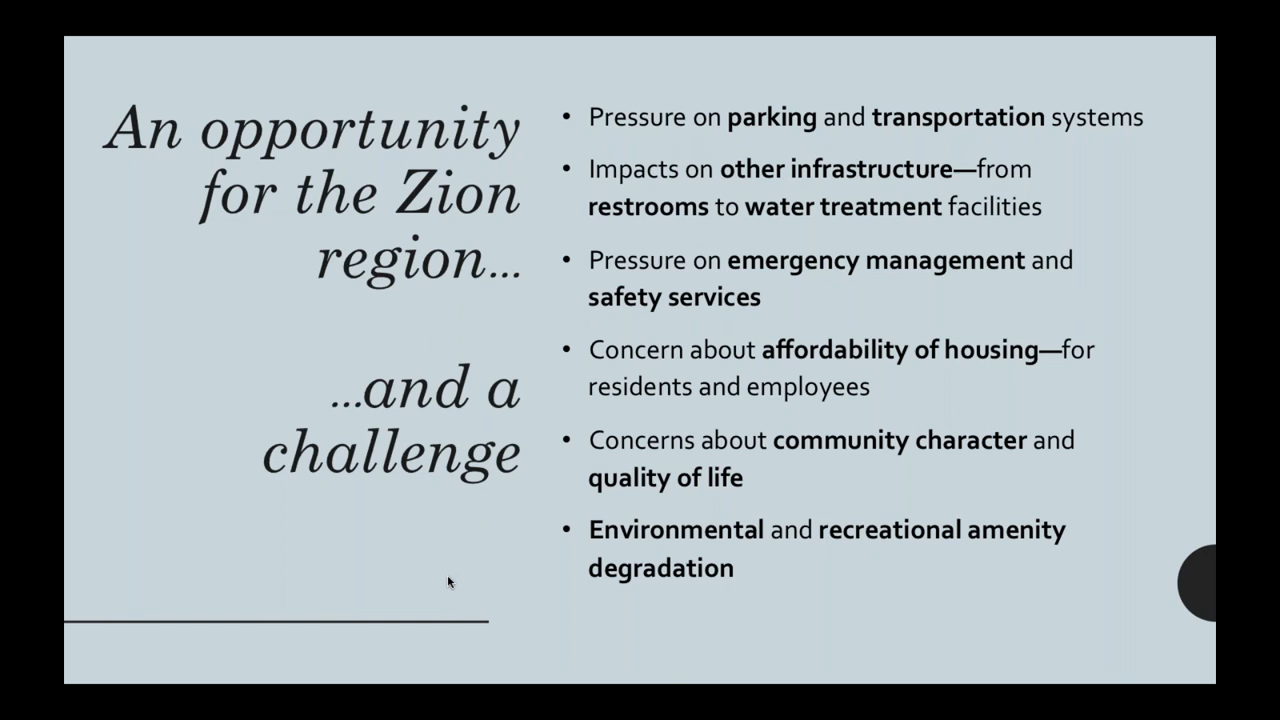 An opportunity
for the Zion
region...
...and a
challenge
• Pressure on parking and transportation systems
• Impacts on other infrastructure—from
restrooms to water treatment facilities
• Pressure on emergency management and
safety services
• Concern about affordability of housing—for
residents and employees
• Concerns about community character and
quality of life
• Environmental and recreational amenity
degradation